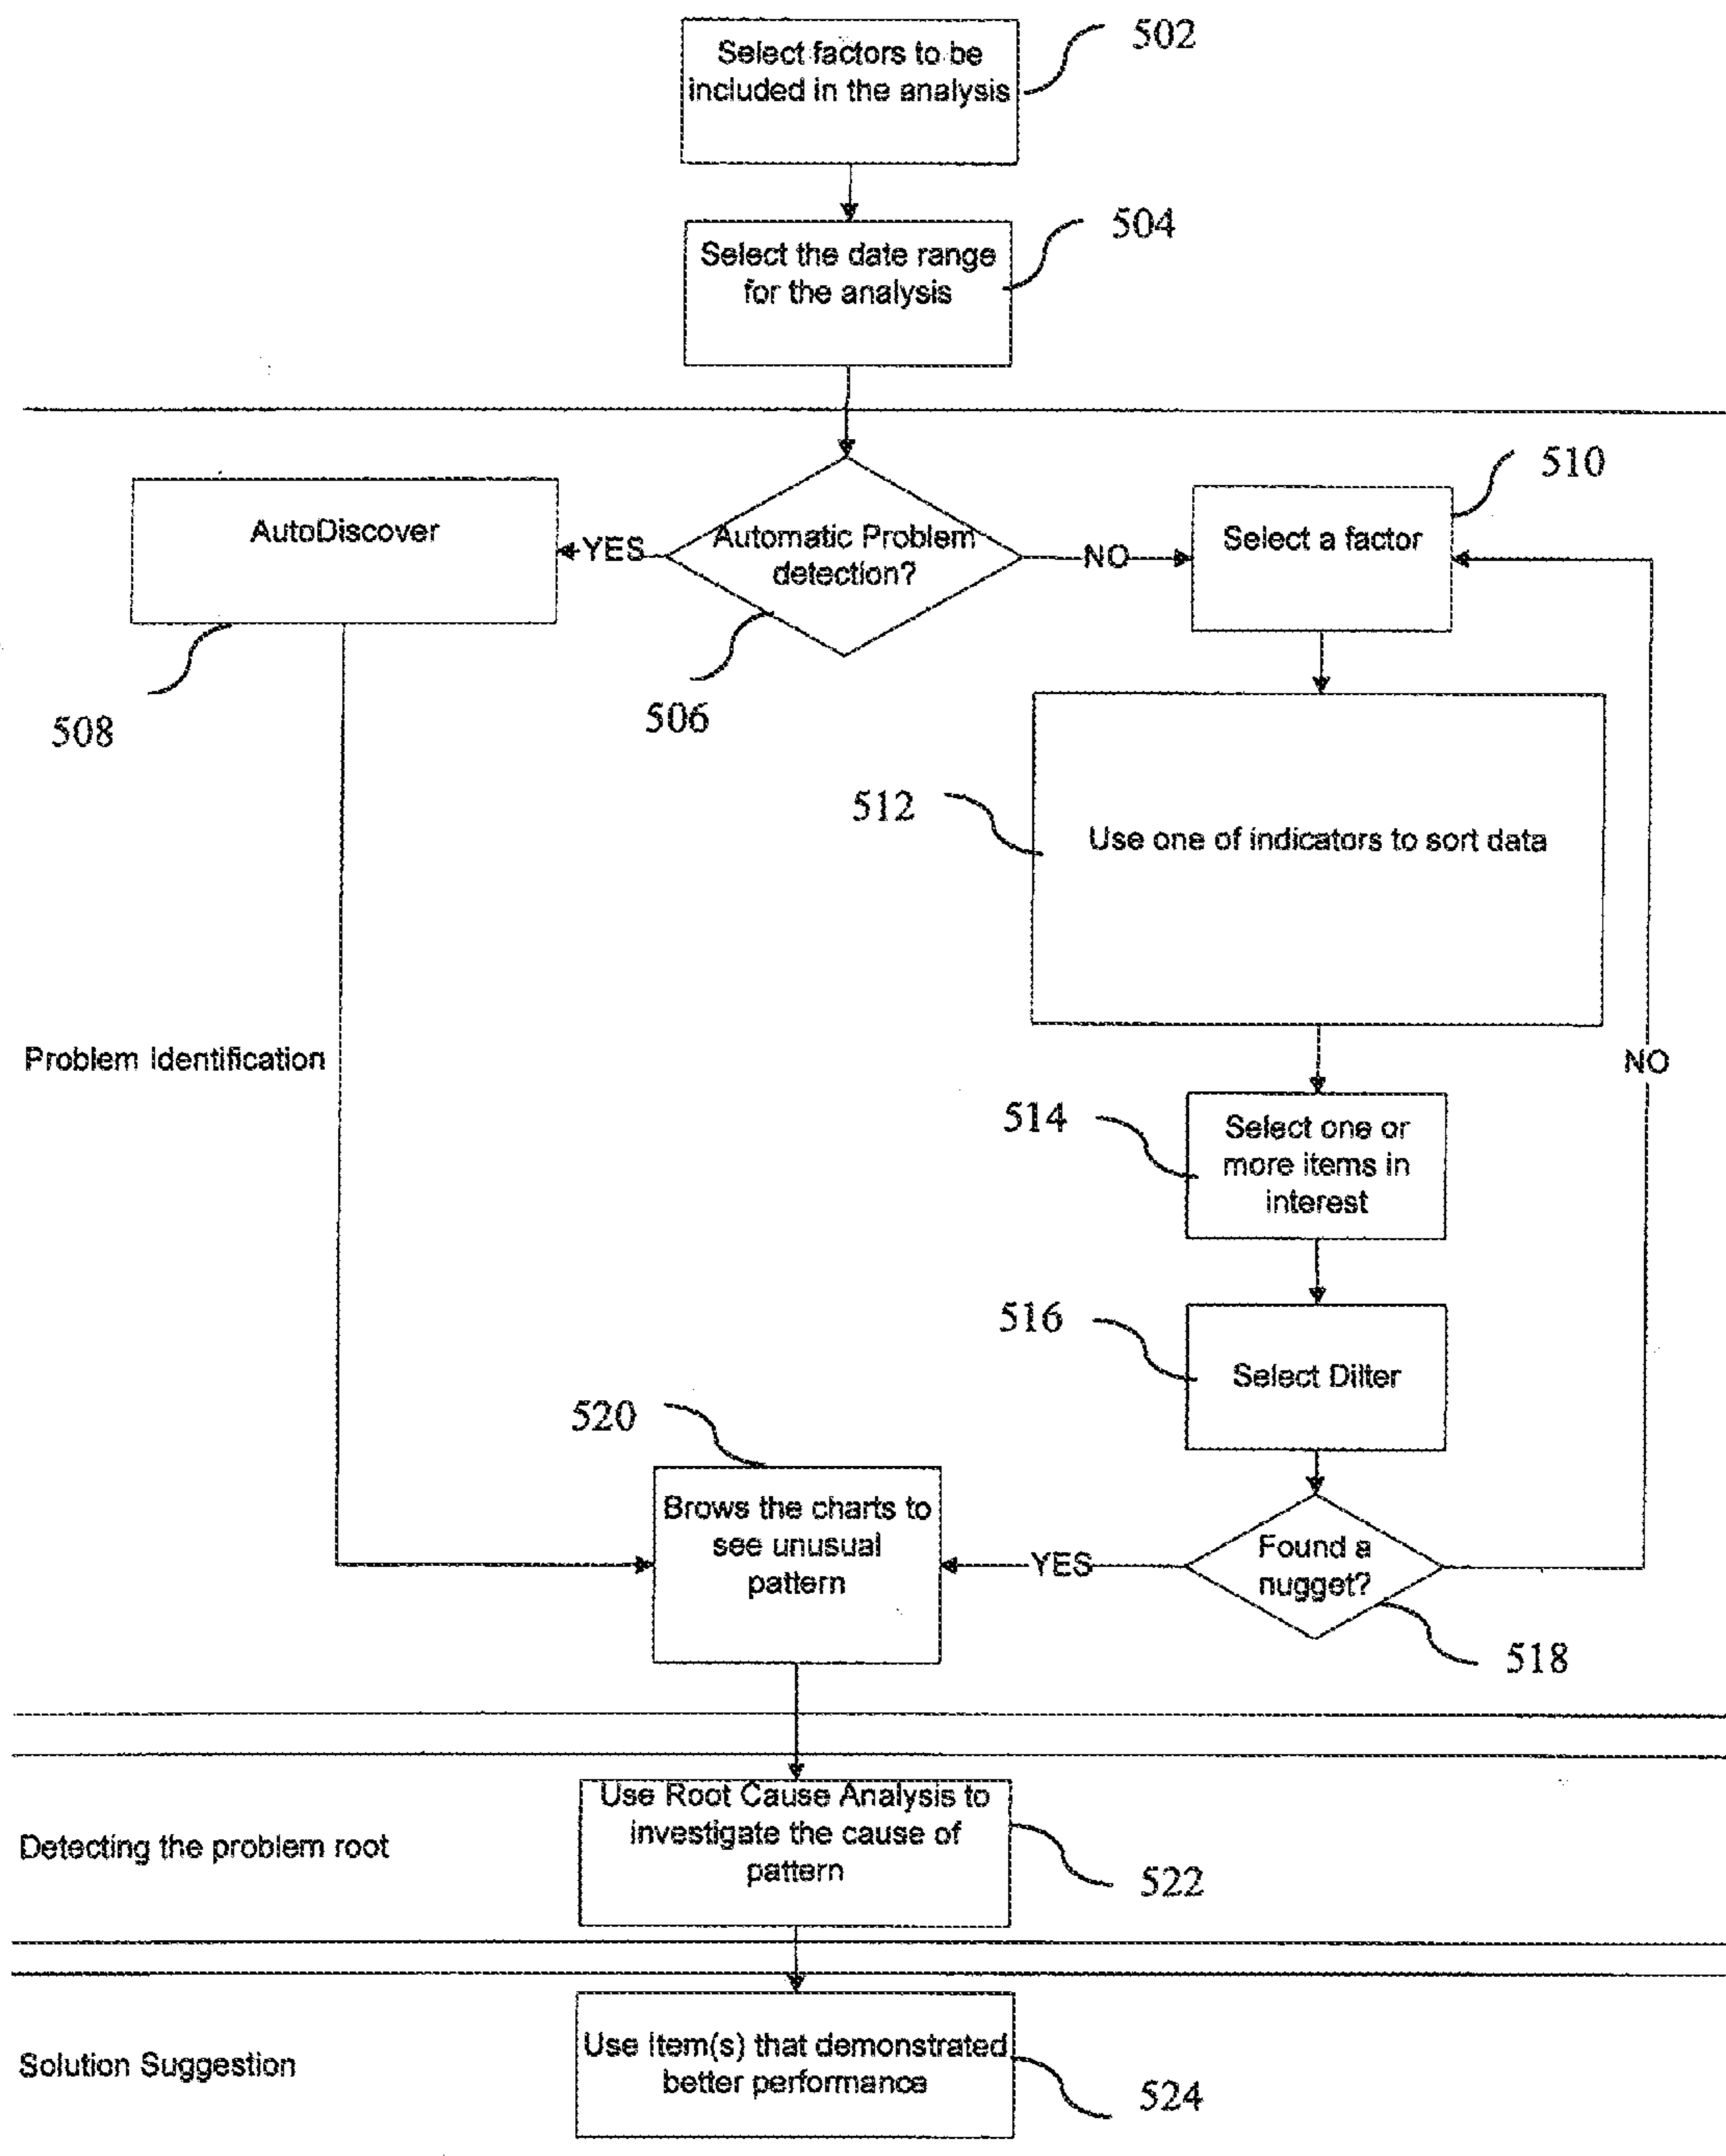 502
Select factors to be
included in the analysis
504
Select the date range
for the analysis
510
AutoDiscover
YES
Automatic Problem
detection?
NO
Select a factor
508
506
512
Use one of indicators to sort data
Problem Identification
NO
514
Select one or
more items in
interest
516
Select Dilter
520
Brows the charts to
see unusual
pattern
YES
Found a
nugget?
518
Use Root Cause Analysis to
investigate the cause of
pattern
Detecting the problem root
522
Use Item(s) that demonstrated
better performance
Solution Suggestion
524